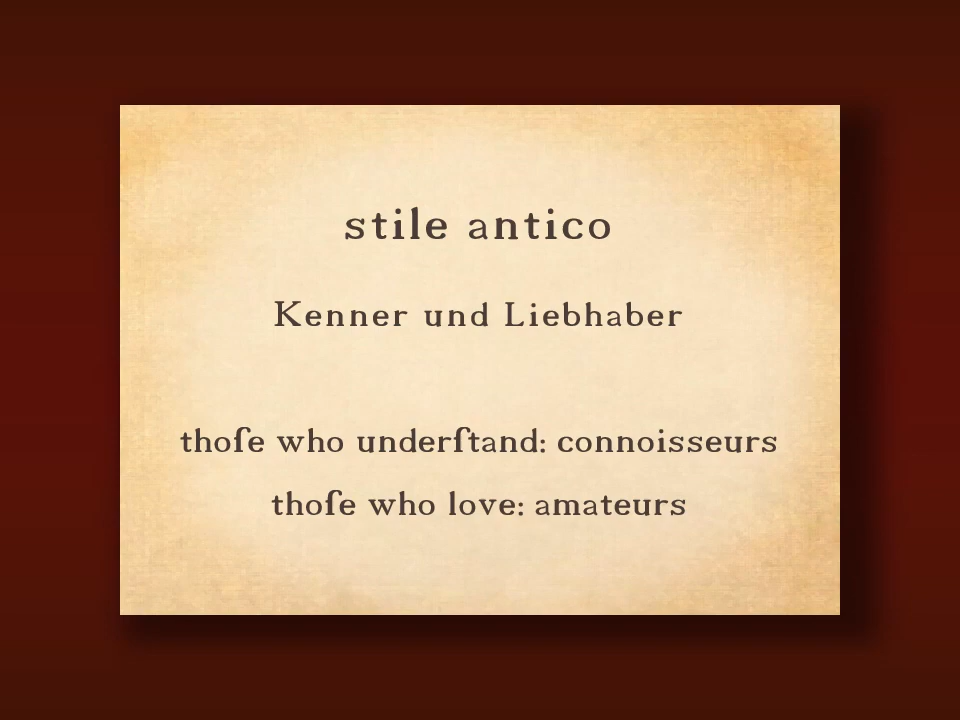 stile antico
Kenner und Liebhaber
thoſe who underſtand: connoisseurs
thoſe who love: amateurs